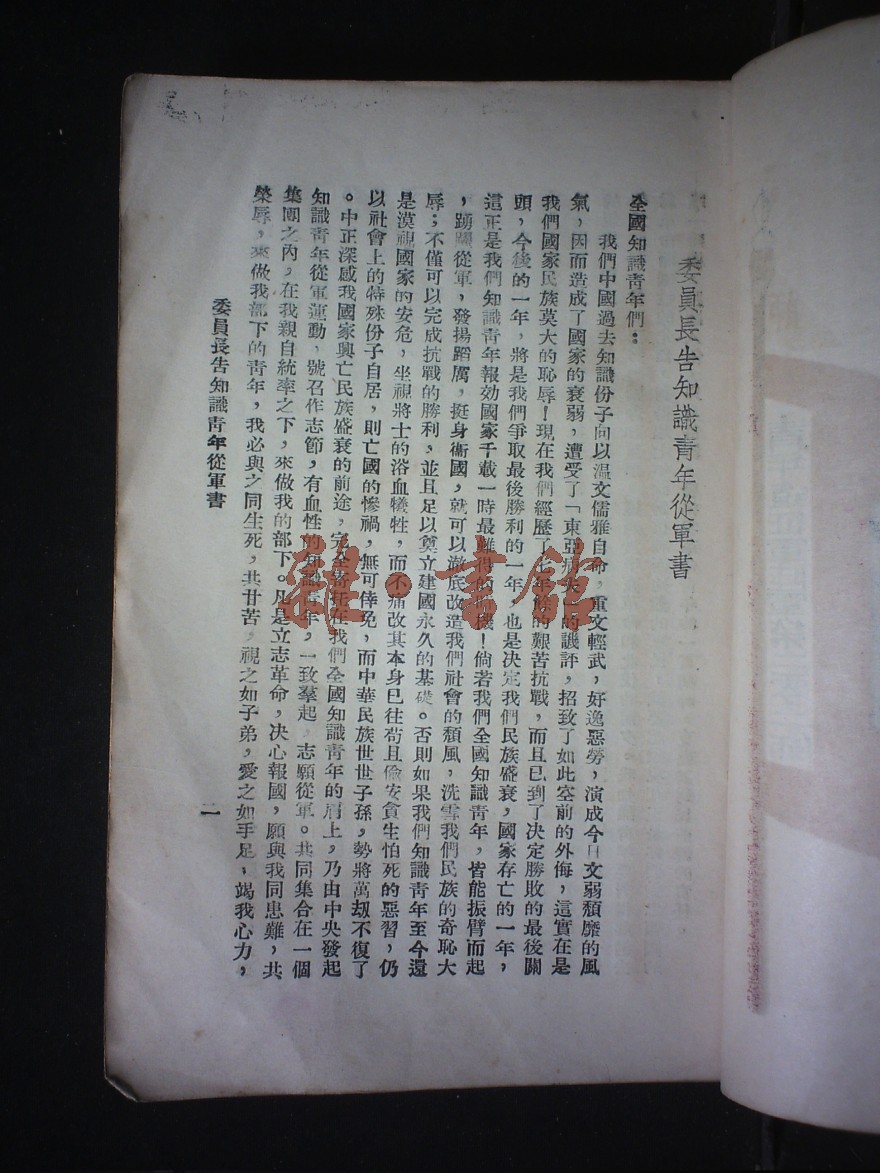 委員長告知識青年從軍書
全國知識青年們：
我們中國過去知識份子向以溫文儒雅自命，重文輕武，好逸惡勞，演成今日文弱頹靡的風
氣，因而造成了國家的衰弱，遭受了「東亞病夫」的譏評，招致了如此空前的外侮，這實在是
我們國家民族莫大的恥辱！現在我們經歷了七年餘的艱苦抗戰，而且已到了決定勝敗的最後關
頭，今後的一年，將是我們爭取最後勝利的一年，也是決定我們民族盛衰，國家存亡的一年，
這正是我們知識青年報効國家千載一時最難得的時機！倘若我們全國知識青年，皆能振臂而起
，踴躍從軍，發揚蹈厲，挺身衞國，就可以澈底改造我們社會的頹風，洗雪我們民族的奇恥大
辱；不僅可以完成抗戰的勝利，並且足以奠立建國永久的基礎。否則如果我們知識青年至今還
是漠視國家的安危，坐視將士的浴血犧牲，而不痛改其本身已往苟且偸安貪生怕死的惡習，仍
以社會上的特殊份子自居，則亡國的慘禍，無可倖免，而中華民族世世子孫，勢將萬刼不復了
。中正深感我國家興亡民族盛衰的前途，完全寄托在我們全國知識青年的肩上，乃由中央發起
知識青年從軍運動，號召作志節，有血性的知識青年，一致羣起，志願從軍。共同集合在一個
集團之內，在我親自統率之下，來做我的部下。凡是立志革命，決心報國，願與我同患難，共
榮辱，來做我部下的青年，我必與之同生死，共甘苦，視之如子弟，愛之如手足，竭我心力，
委員長告知識青年從軍書
一
雜·書館